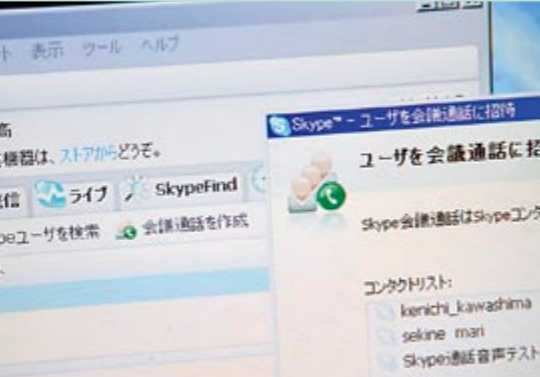 表示 ツール ヘルプ
機器は、ストアからどうぞ。
ライブ SkypeFind
peユーザを検索 会議通話を作成
Skype™ - ユーザを会議通話に招待
ユーザを会議通話に招
Skype会議通話はSkypeコンタ
コンタクトリスト:
kenichi_kawashima
sekine mari
Skype通話音声テスト